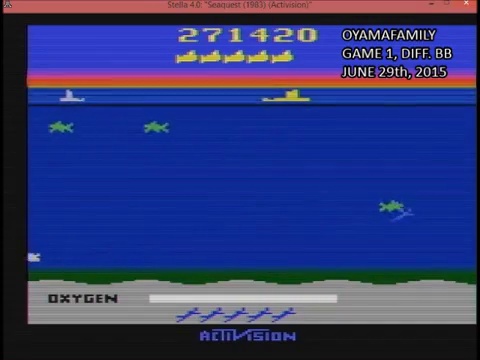 Stella 4.0: "Seaquest (1983) (Activision)"
271420
OYAMAFAMILY
GAME 1, DIFF. BB
JUNE 29th, 2015
OXYGEN
ACTIVISION